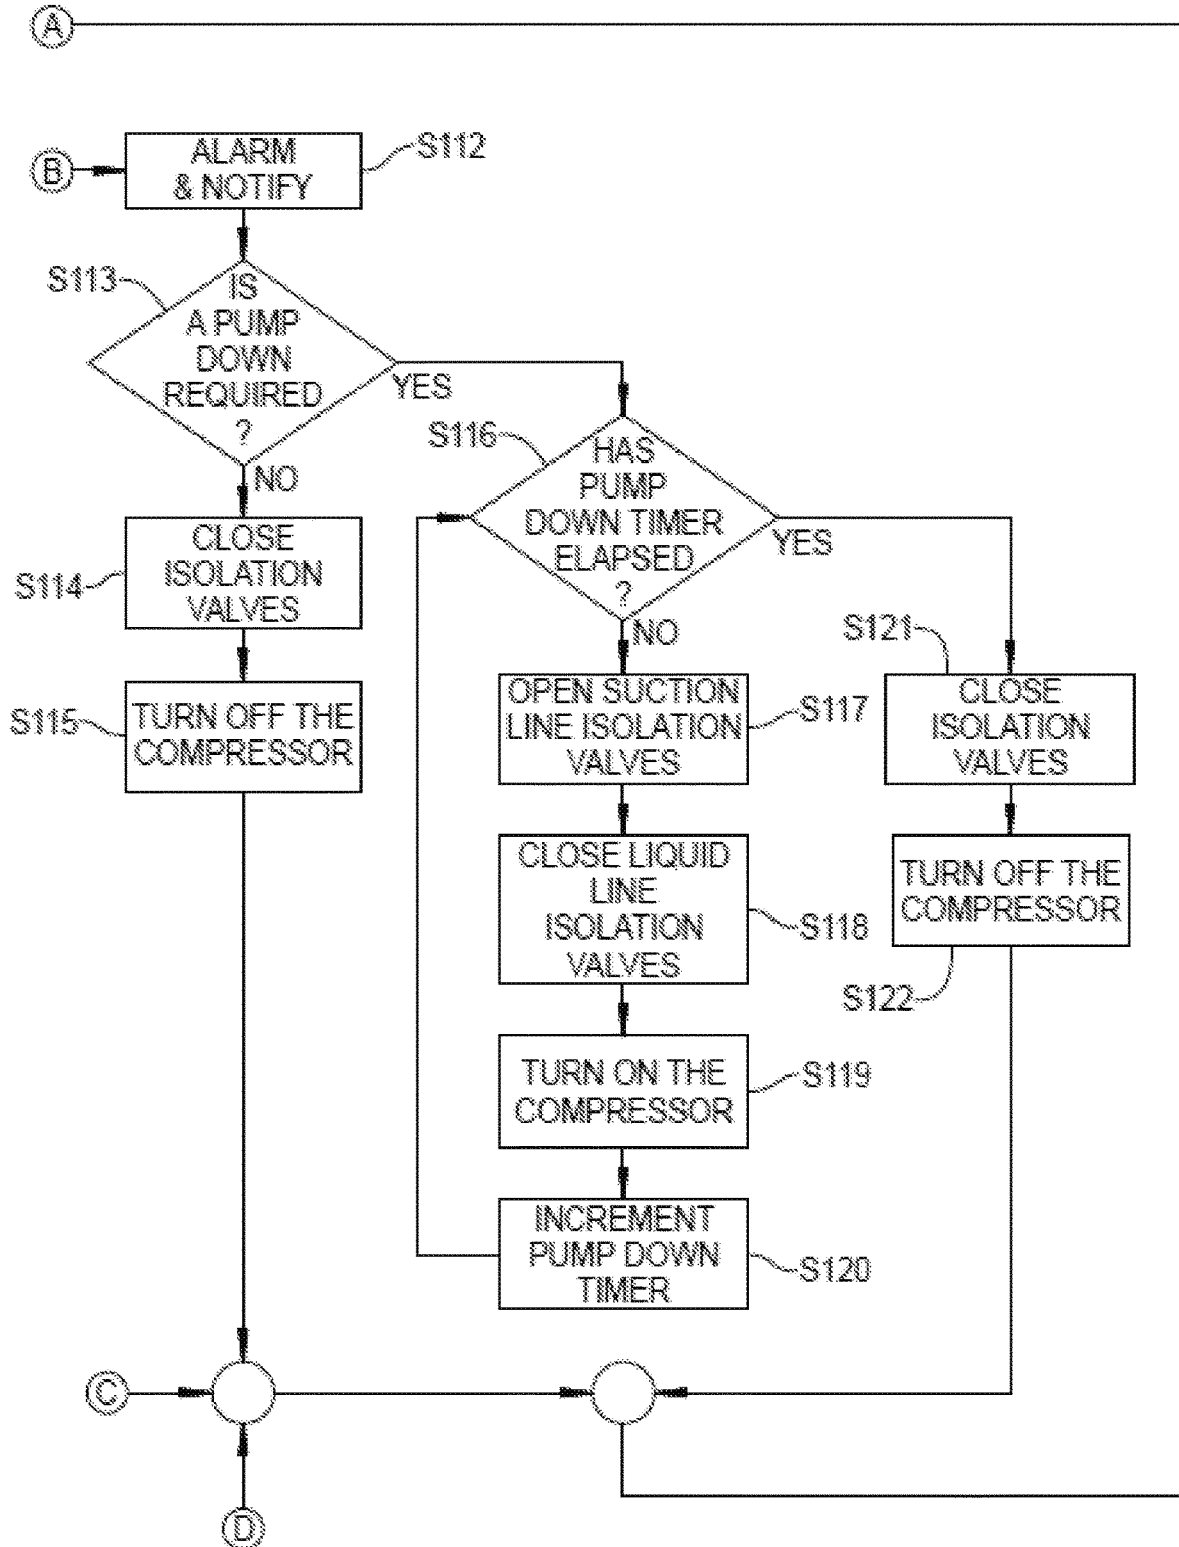 A
B
ALARM
& NOTIFY
S112
S113
IS
A PUMP
DOWN
REQUIRED
?
YES
NO
S114
CLOSE
ISOLATION
VALVES
S115
TURN OFF THE
COMPRESSOR
S116
HAS
PUMP
DOWN TIMER
ELAPSED
?
YES
NO
OPEN SUCTION
LINE ISOLATION
VALVES
S117
CLOSE LIQUID
LINE
ISOLATION
VALVES
S118
TURN ON THE
COMPRESSOR
S119
INCREMENT
PUMP DOWN
TIMER
S120
S121
CLOSE
ISOLATION
VALVES
TURN OFF THE
COMPRESSOR
S122
C
D